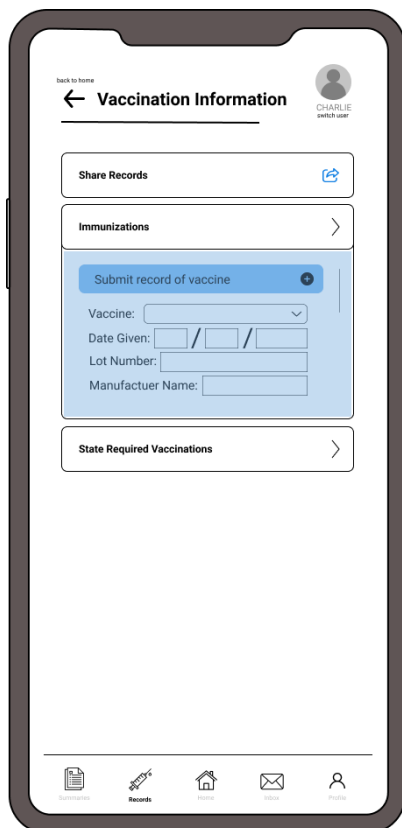 back to home
Vaccination Information
CHARLIE
switch user
Share Records
Immunizations
Submit record of vaccine
Vaccine:
Date Given: / /
Lot Number:
Manufactuer Name:
State Required Vaccinations
Summaries Records Home Inbox Profile